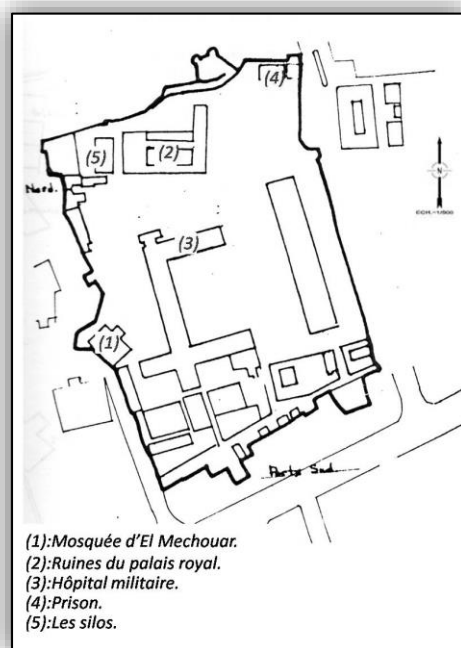 (4)
(5)
(2)
Nord.
N
(3)
(1)
Porte Sud
(1):Mosquée d'El Mechouar.
(2):Ruines du palais royal.
(3):Hôpital militaire.
(4):Prison.
(5):Les silos.